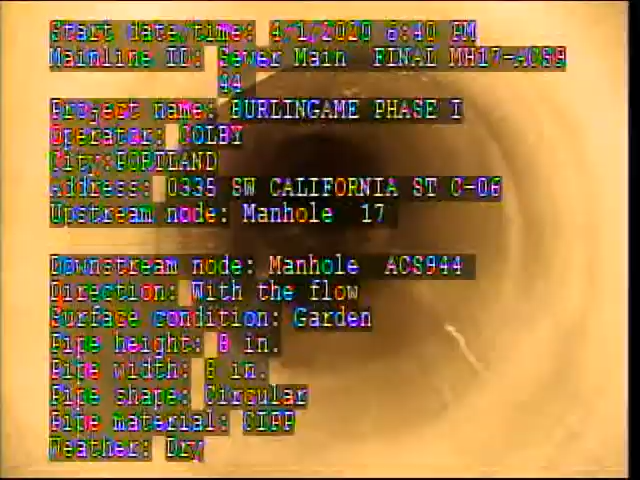 Start date/time: 4/1/2020 6:40 PM
Mainline ID: Sewer Main  FINAL MH17-ACS9
44
Project name: BURLINGAME PHASE I
Operator: COLBY
City:PORTLAND
Address: 0335 SW CALIFORNIA ST C-06
Upstream node: Manhole  17
Downstream node: Manhole  ACS944
Direction: With the flow
Surface condition: Garden
Pipe height: 8 in.
Pipe width: 8 in.
Pipe shape: Circular
Pipe material: CIPP
Weather: Dry